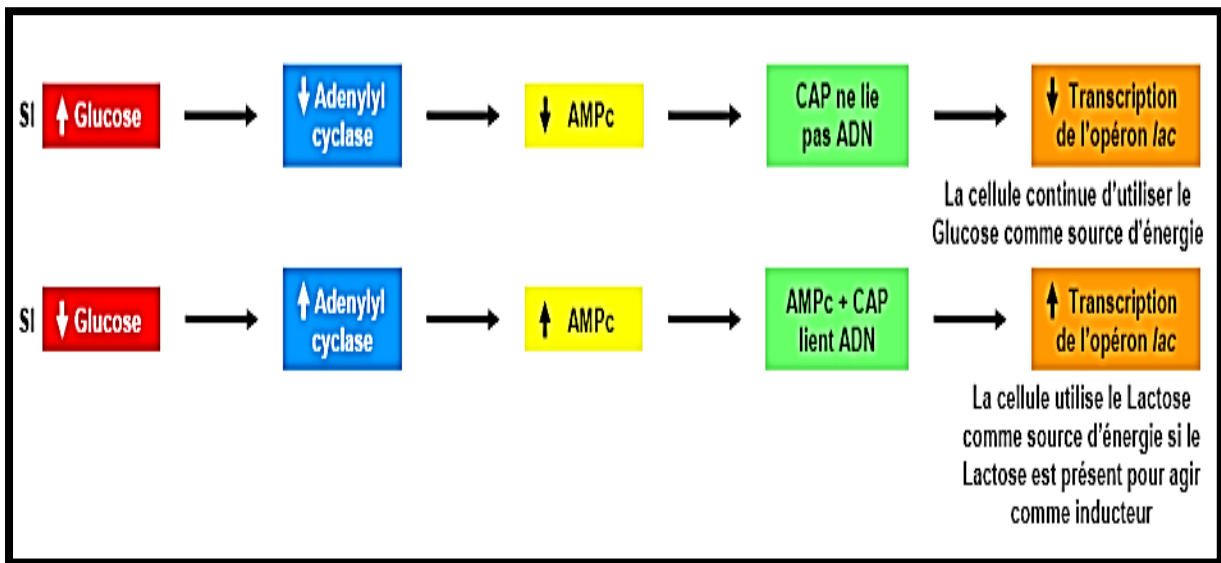 SI ↑ Glucose
↓ Adenylyl
cyclase
↓ AMPc
CAP ne lie
pas ADN
↓ Transcription
de l'opéron lac
La cellule continue d'utiliser le
Glucose comme source d'énergie
SI ↓ Glucose
↑ Adenylyl
cyclase
↑ AMPc
AMPc + CAP
lient ADN
↑ Transcription
de l'opéron lac
La cellule utilise le Lactose
comme source d'énergie si le
Lactose est présent pour agir
comme inducteur